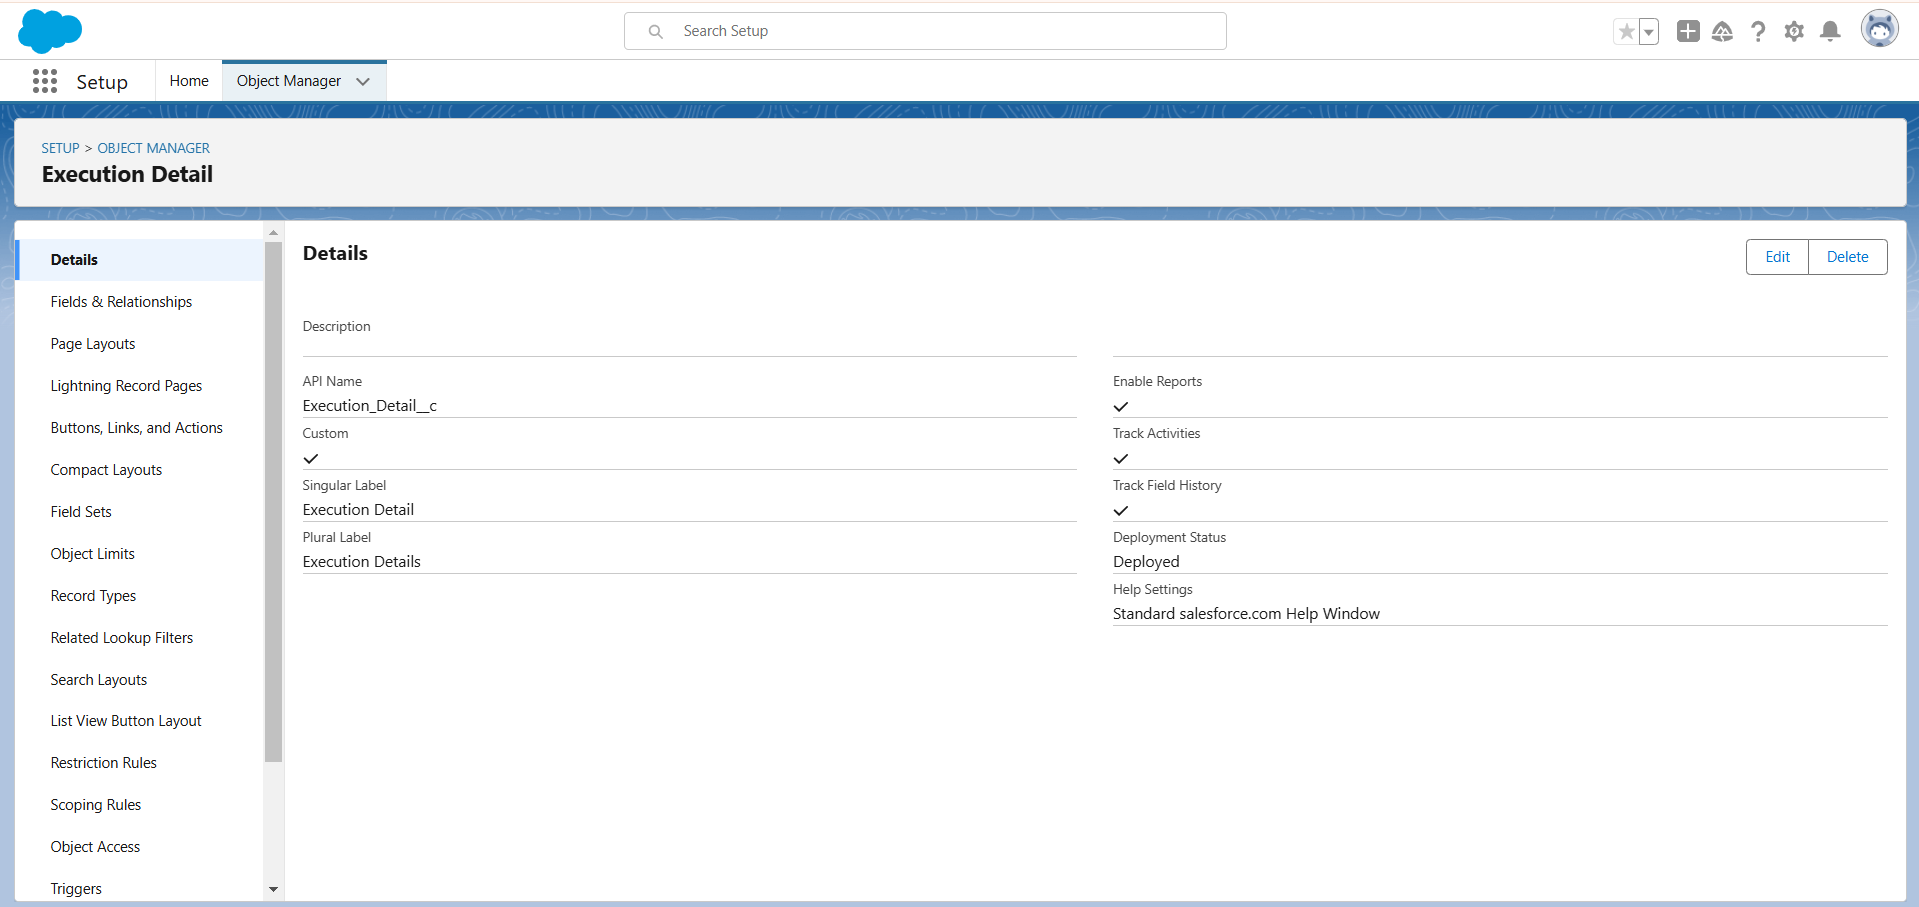 Search Setup
Setup
Home
Object Manager
SETUP > OBJECT MANAGER
Execution Detail
Details
Fields & Relationships
Page Layouts
Lightning Record Pages
Buttons, Links, and Actions
Compact Layouts
Field Sets
Object Limits
Record Types
Related Lookup Filters
Search Layouts
List View Button Layout
Restriction Rules
Scoping Rules
Object Access
Triggers
Details
Edit
Delete
Description
API Name
Execution_Detail__c
Custom
Singular Label
Execution Detail
Plural Label
Execution Details
Enable Reports
Track Activities
Track Field History
Deployment Status
Deployed
Help Settings
Standard salesforce.com Help Window